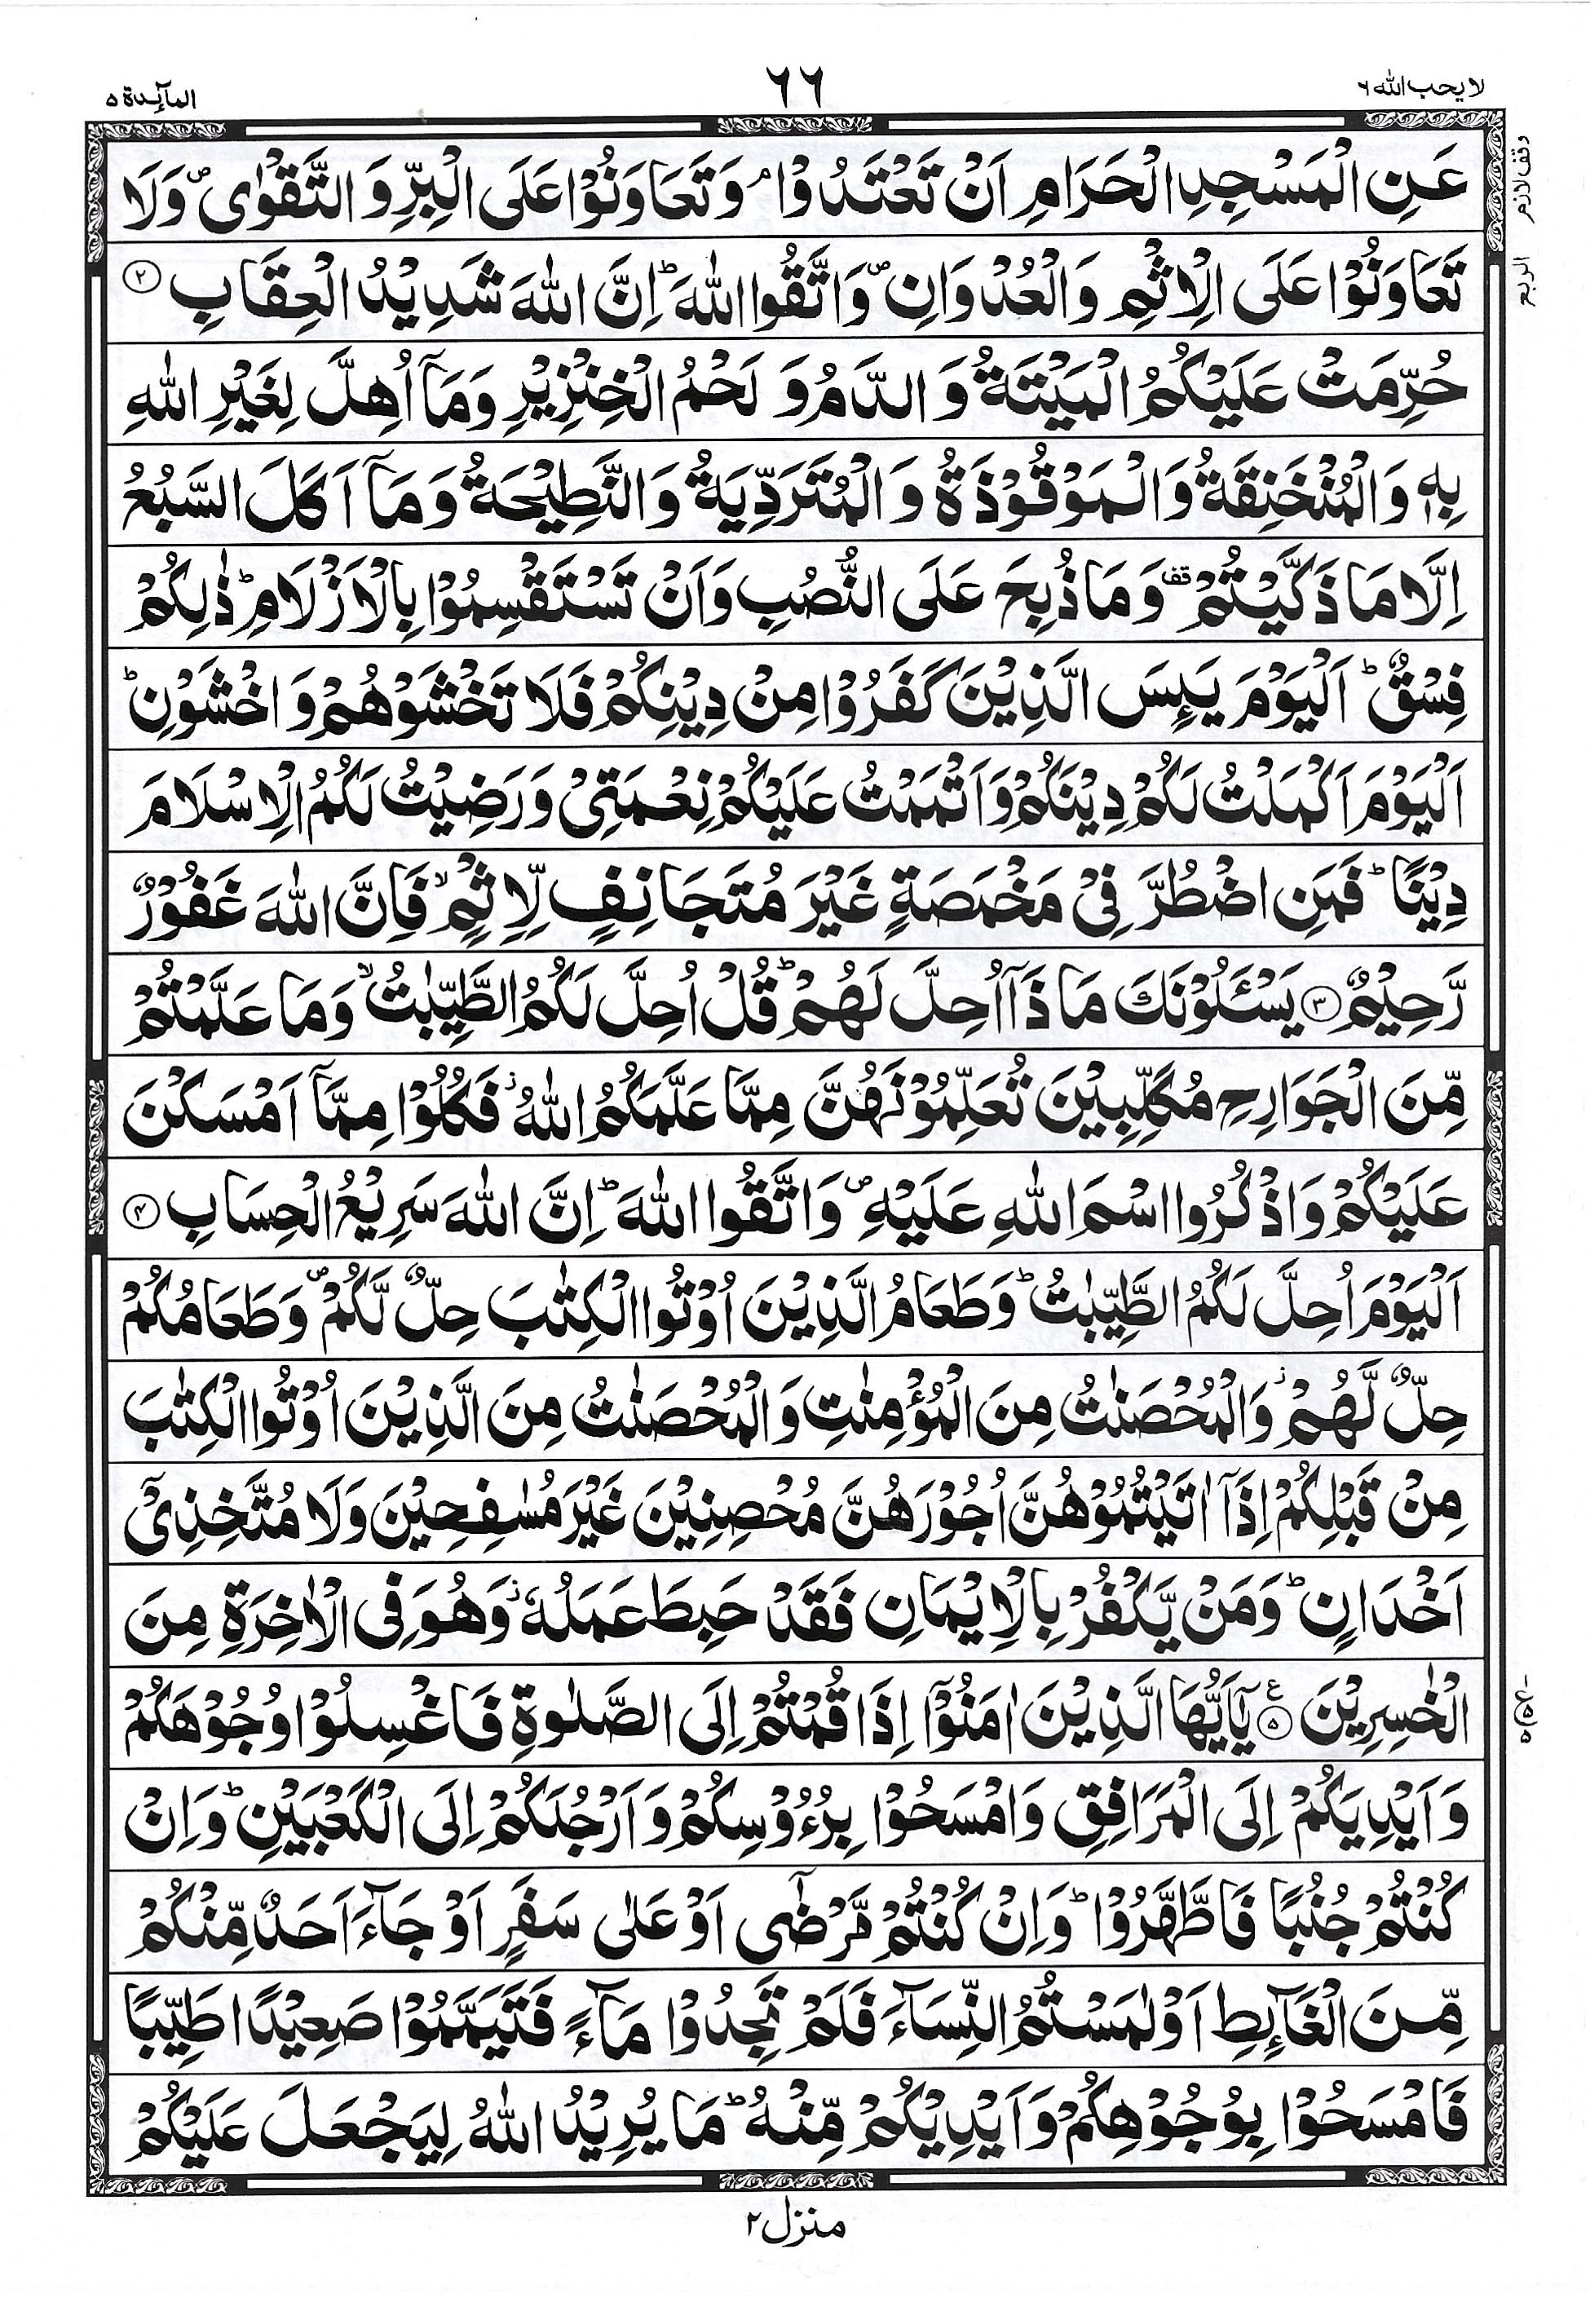 لا يحب الله ٦
٦٦
المآئدة ٥
وقف لازم
الربع
عَنِ الْمَسْجِدِ الْحَرَامِ اَنْ تَعْتَدُوْا ۘ وَتَعَاوَنُوْا عَلَى الْبِرِّ وَ التَّقْوٰى ۪ وَلَا
تَعَاوَنُوْا عَلَى الْاِثْمِ وَالْعُدْوَانِ ۪ وَاتَّقُوا اللّٰهَ ؕ اِنَّ اللّٰهَ شَدِيْدُ الْعِقَابِ ﴿۲﴾
حُرِّمَتْ عَلَيْكُمُ الْمَيْتَةُ وَ الدَّمُ وَ لَحْمُ الْخِنْزِيْرِ وَمَاۤ اُهِلَّ لِغَيْرِ اللّٰهِ
بِهٖ وَالْمُنْخَنِقَةُ وَالْمَوْقُوْذَةُ وَ الْمُتَرَدِّيَةُ وَالنَّطِيْحَةُ وَمَاۤ اَكَلَ السَّبُعُ
اِلَّا مَا ذَكَّيْتُمْ قف وَمَا ذُبِحَ عَلَى النُّصُبِ وَاَنْ تَسْتَقْسِمُوْا بِالْاَزْلَامِ ؕ ذٰلِكُمْ
فِسْقٌ ؕ اَلْيَوْمَ يَىِٕسَ الَّذِيْنَ كَفَرُوْا مِنْ دِيْنِكُمْ فَلَا تَخْشَوْهُمْ وَ اخْشَوْنِ ؕ
اَلْيَوْمَ اَكْمَلْتُ لَكُمْ دِيْنَكُمْ وَاَتْمَمْتُ عَلَيْكُمْ نِعْمَتِيْ وَرَضِيْتُ لَكُمُ الْاِسْلَامَ
دِيْنًا ؕ فَمَنِ اضْطُرَّ فِيْ مَخْمَصَةٍ غَيْرَ مُتَجَانِفٍ لِّاِثْمٍ ۙ فَاِنَّ اللّٰهَ غَفُوْرٌ
رَّحِيْمٌ ﴿۳﴾ يَسْـَٔلُوْنَكَ مَا ذَاۤ اُحِلَّ لَهُمْ ؕ قُلْ اُحِلَّ لَكُمُ الطَّيِّبٰتُ ۙ وَمَا عَلَّمْتُمْ
مِّنَ الْجَوَارِحِ مُكَلِّبِيْنَ تُعَلِّمُوْنَهُنَّ مِمَّا عَلَّمَكُمُ اللّٰهُ ؗ فَكُلُوْا مِمَّاۤ اَمْسَكْنَ
عَلَيْكُمْ وَاذْكُرُوا اسْمَ اللّٰهِ عَلَيْهِ ۪ وَاتَّقُوا اللّٰهَ ؕ اِنَّ اللّٰهَ سَرِيْعُ الْحِسَابِ ﴿۴﴾
اَلْيَوْمَ اُحِلَّ لَكُمُ الطَّيِّبٰتُ ؕ وَطَعَامُ الَّذِيْنَ اُوْتُوا الْكِتٰبَ حِلٌّ لَّكُمْ ۪ وَطَعَامُكُمْ
حِلٌّ لَّهُمْ ؗ وَالْمُحْصَنٰتُ مِنَ الْمُؤْمِنٰتِ وَالْمُحْصَنٰتُ مِنَ الَّذِيْنَ اُوْتُوا الْكِتٰبَ
مِنْ قَبْلِكُمْ اِذَاۤ اٰتَيْتُمُوْهُنَّ اُجُوْرَهُنَّ مُحْصِنِيْنَ غَيْرَ مُسٰفِحِيْنَ وَلَا مُتَّخِذِيْۤ
اَخْدَانٍ ؕ وَمَنْ يَّكْفُرْ بِالْاِيْمَانِ فَقَدْ حَبِطَ عَمَلُهٗ ؗ وَهُوَ فِى الْاٰخِرَةِ مِنَ
الْخٰسِرِيْنَ ﴿۵﴾ ع يٰۤاَيُّهَا الَّذِيْنَ اٰمَنُوْۤا اِذَا قُمْتُمْ اِلَى الصَّلٰوةِ فَاغْسِلُوْا وُجُوْهَكُمْ
وَاَيْدِيَكُمْ اِلَى الْمَرَافِقِ وَامْسَحُوْا بِرُءُوْسِكُمْ وَاَرْجُلَكُمْ اِلَى الْكَعْبَيْنِ ؕ وَاِنْ
كُنْتُمْ جُنُبًا فَاطَّهَّرُوْا ؕ وَاِنْ كُنْتُمْ مَّرْضٰۤى اَوْ عَلٰى سَفَرٍ اَوْ جَآءَ اَحَدٌ مِّنْكُمْ
مِّنَ الْغَآىِٕطِ اَوْ لٰمَسْتُمُ النِّسَآءَ فَلَمْ تَجِدُوْا مَآءً فَتَيَمَّمُوْا صَعِيْدًا طَيِّبًا
فَامْسَحُوْا بِوُجُوْهِكُمْ وَاَيْدِيْكُمْ مِّنْهُ ؕ مَا يُرِيْدُ اللّٰهُ لِيَجْعَلَ عَلَيْكُمْ
منزل ٢